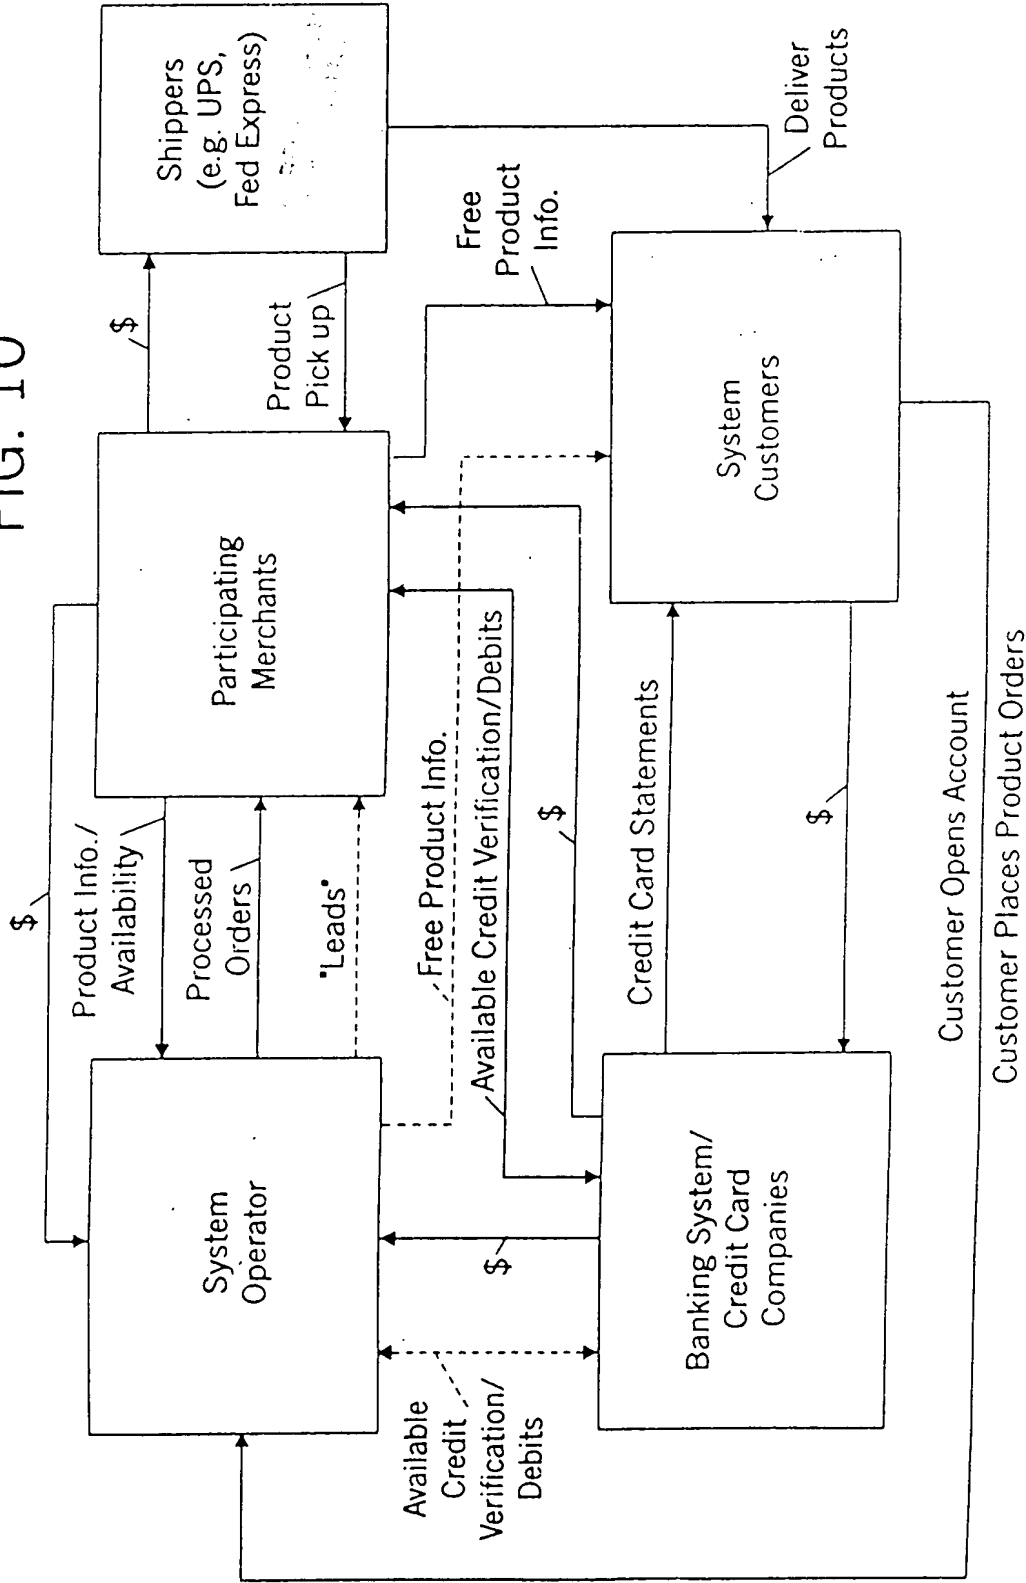 FIG. 10
$
Product Info./
Availability
Processed
Orders
"Leads"
$
Product
Pick up
Shippers
(e.g. UPS,
Fed Express)
Participating
Merchants
System
Operator
Free Product Info.
Available Credit Verification/Debits
Free
Product
Info.
Deliver
Products
$
$
Available
Credit
Verification/
Debits
Banking System/
Credit Card
Companies
Credit Card Statements
$
System
Customers
Customer Opens Account
Customer Places Product Orders